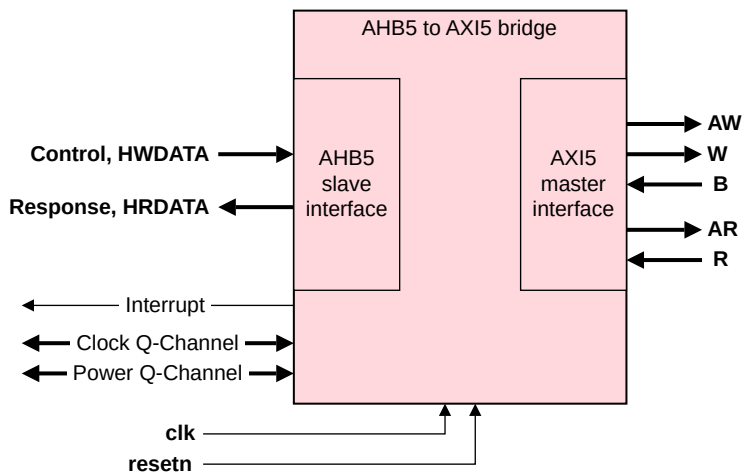 AHB5 to AXI5 bridge
Control, HWDATA
Response, HRDATA
AHB5
slave
interface
AXI5
master
interface
AW
W
B
AR
R
Interrupt
Clock Q-Channel
Power Q-Channel
clk
resetn